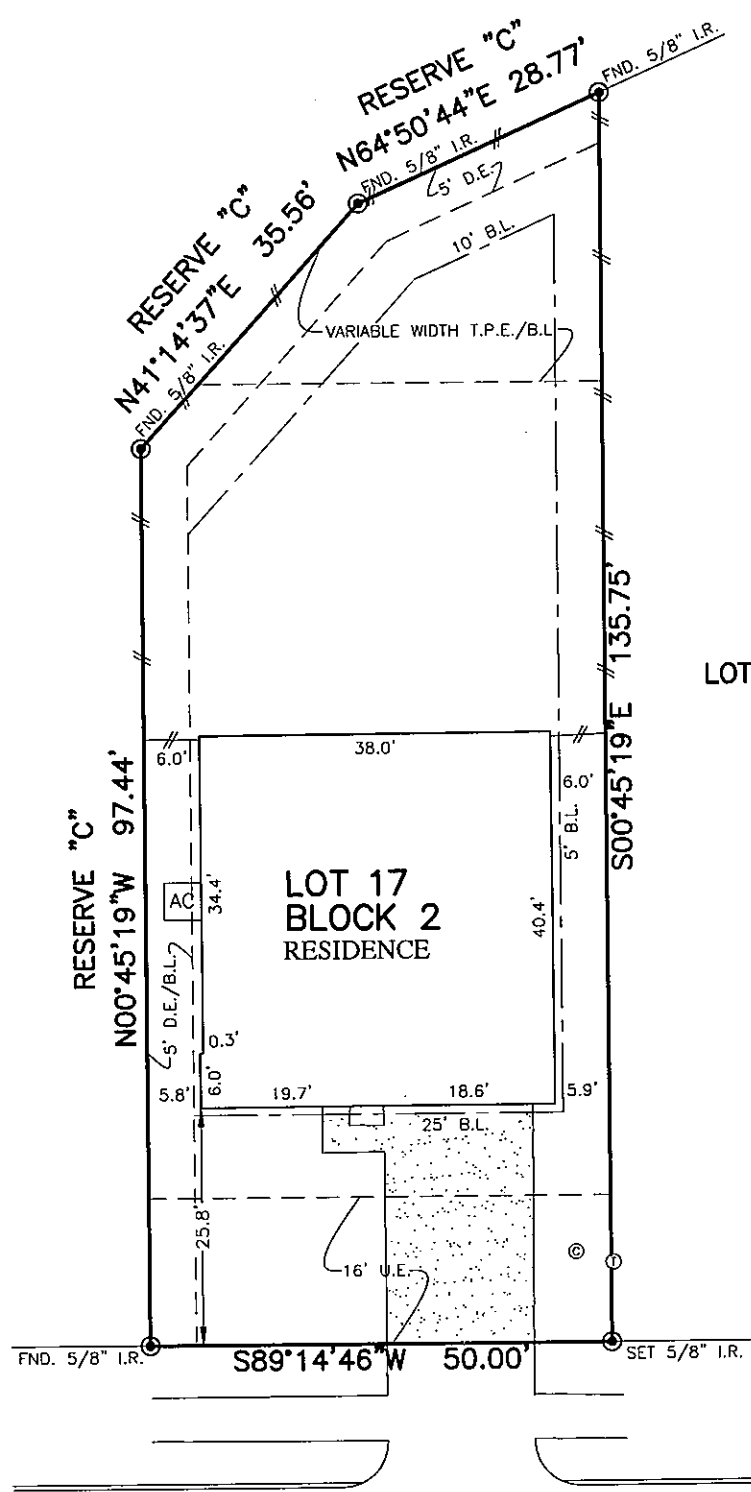 RESERVE "C"
N64°50'44"E 28.77'
FND. 5/8" I.R.
FND. 5/8" I.R.
5' D.E.
10' B.L.
RESERVE "C"
N41°14'37"E 35.56'
FND. 5/8" I.R.
VARIABLE WIDTH T.P.E./B.L
S00°45'19"E 135.75'
LOT
6.0'
38.0'
6.0'
5' B.L.
RESERVE "C"
N00°45'19"W 97.44'
AC
34.4'
LOT 17
BLOCK 2
RESIDENCE
40.4'
5' D.E./B.L.
0.3'
6.0'
5.8'
19.7'
18.6'
5.9'
25' B.L.
25.8'
16' U.E.
C
T
FND. 5/8" I.R.
S89°14'46"W 50.00'
SET 5/8" I.R.